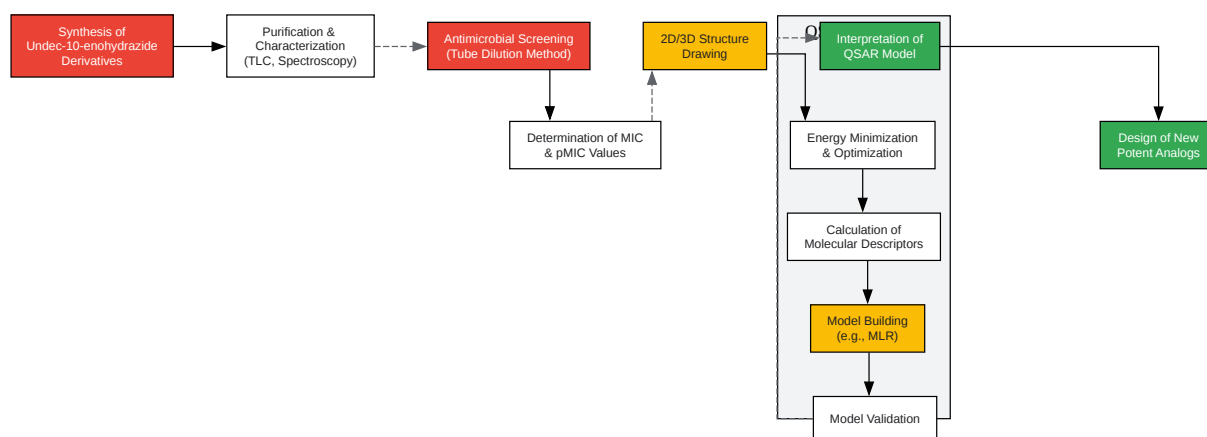 Synthesis of
Undec-10-enohydrazide
Derivatives
Purification &
Characterization
(TLC, Spectroscopy)
Antimicrobial Screening
(Tube Dilution Method)
Determination of MIC
& pMIC Values
2D/3D Structure
Drawing
Interpretation of
QSAR Model
Energy Minimization
& Optimization
Calculation of
Molecular Descriptors
Model Building
(e.g., MLR)
Model Validation
Design of New
Potent Analogs